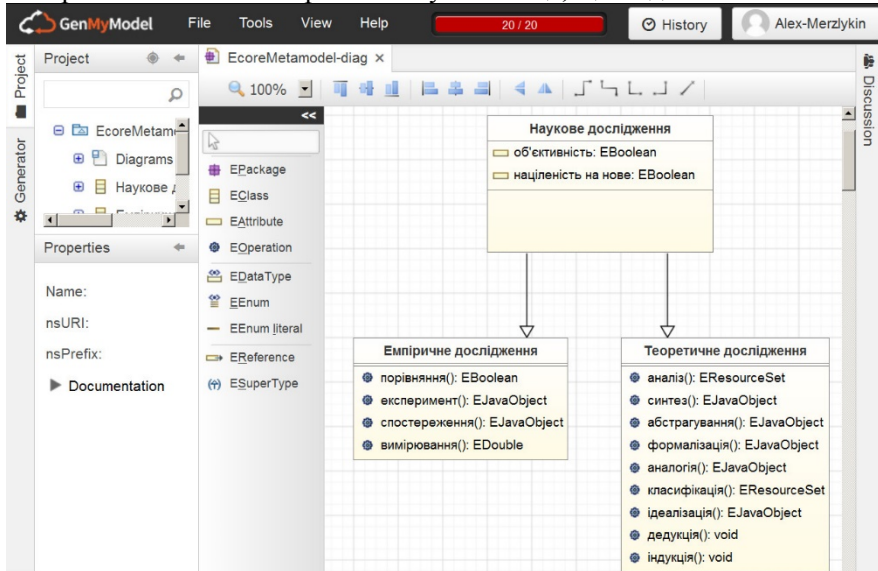 GenMyModel File Tools View Help 20 / 20 History Alex-Merzlykin
Project
Generator
Project
EcoreMetam
Diagrams
Наукове
Properties
Name:
nsURI:
nsPrefix:
Documentation
EcoreMetamodel-diag ×
100%
<<
EPackage
EClass
EAttribute
EOperation
EDataType
EEnum
EEnum literal
EReference
ESuperType
Наукове дослідження
об'єктивність: EBoolean
націленість на нове: EBoolean
Емпіричне дослідження
порівняння(): EBoolean
експеримент(): EJavaObject
спостереження(): EJavaObject
вимірювання(): EDouble
Теоретичне дослідження
аналіз(): EResourceSet
синтез(): EJavaObject
абстрагування(): EJavaObject
формалізація(): EJavaObject
аналогія(): EJavaObject
класифікація(): EResourceSet
ідеалізація(): EJavaObject
дедукція(): void
індукція(): void
Discussion